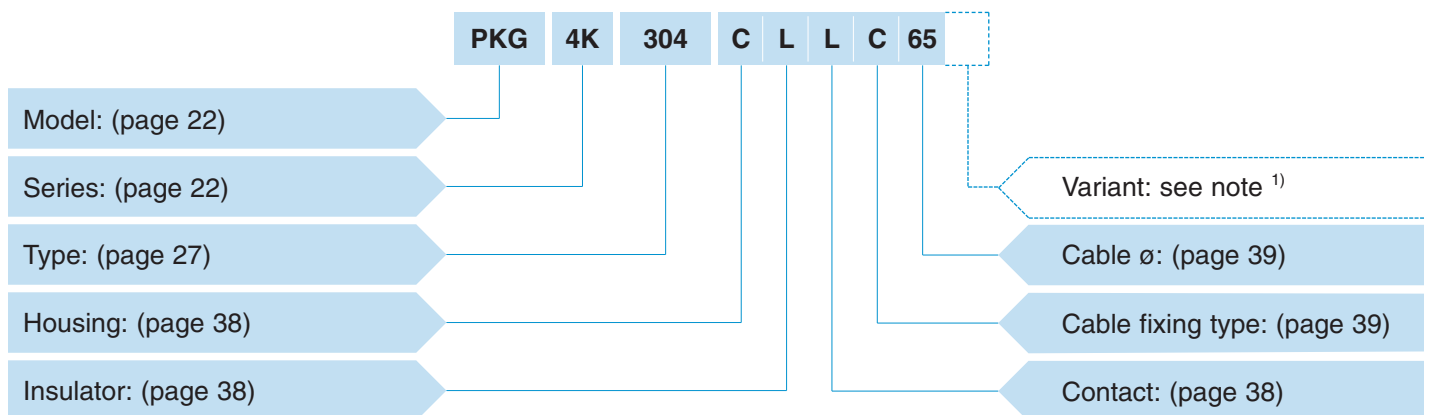 PKG 4K 304 C L L C 65
Model: (page 22)
Series: (page 22)
Variant: see note 1)
Type: (page 27)
Cable ø: (page 39)
Housing: (page 38)
Cable fixing type: (page 39)
Insulator: (page 38)
Contact: (page 38)